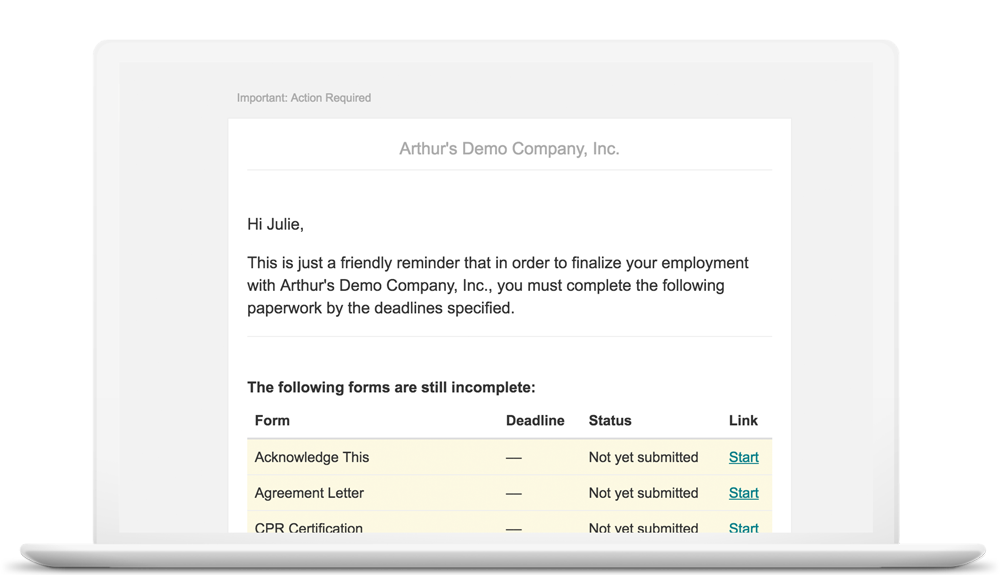 Important: Action Required
Arthur's Demo Company, Inc.
Hi Julie,
This is just a friendly reminder that in order to finalize your employment
with Arthur's Demo Company, Inc., you must complete the following
paperwork by the deadlines specified.
The following forms are still incomplete:
Form Deadline Status Link
Acknowledge This — Not yet submitted Start
Agreement Letter — Not yet submitted Start
CPR Certification — Not yet submitted Start